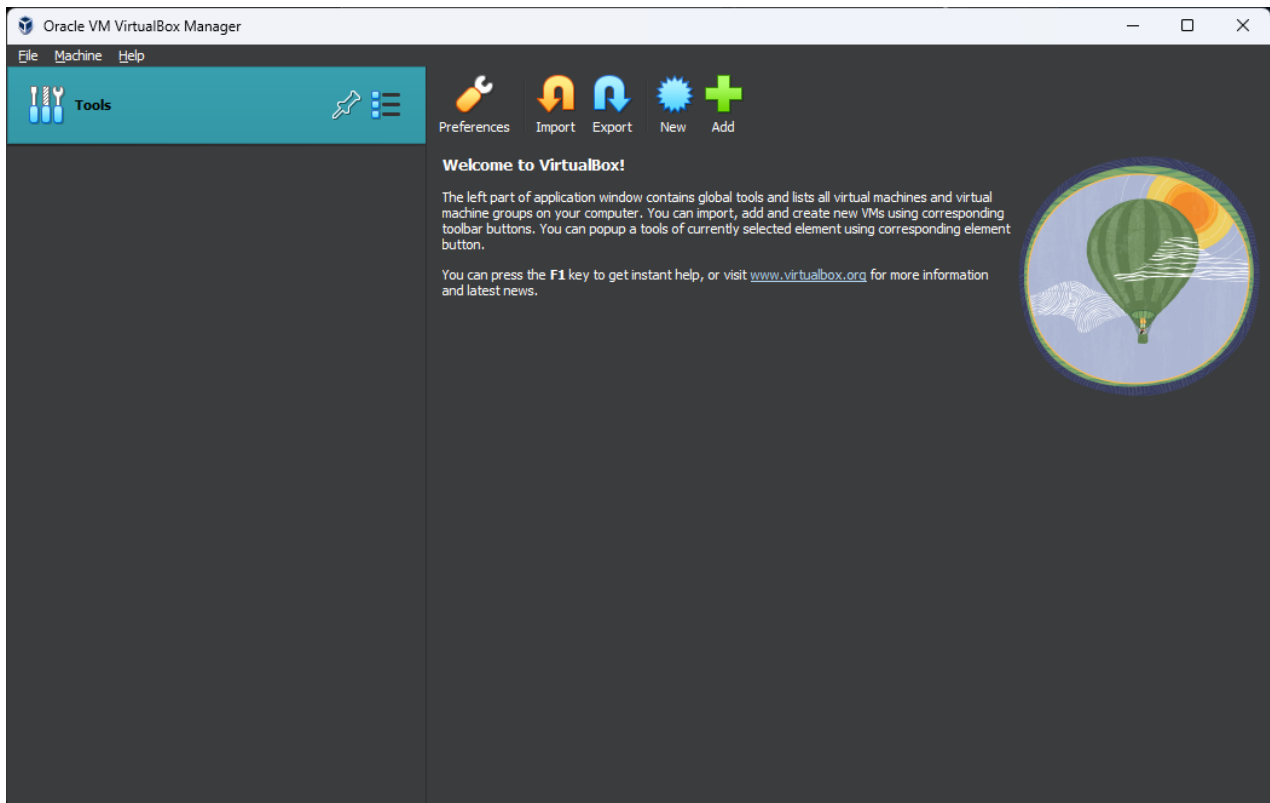 Oracle VM VirtualBox Manager
File Machine Help
Tools
Preferences Import Export New Add
Welcome to VirtualBox!
The left part of application window contains global tools and lists all virtual machines and virtual
machine groups on your computer. You can import, add and create new VMs using corresponding
toolbar buttons. You can popup a tools of currently selected element using corresponding element
button.
You can press the F1 key to get instant help, or visit www.virtualbox.org for more information
and latest news.